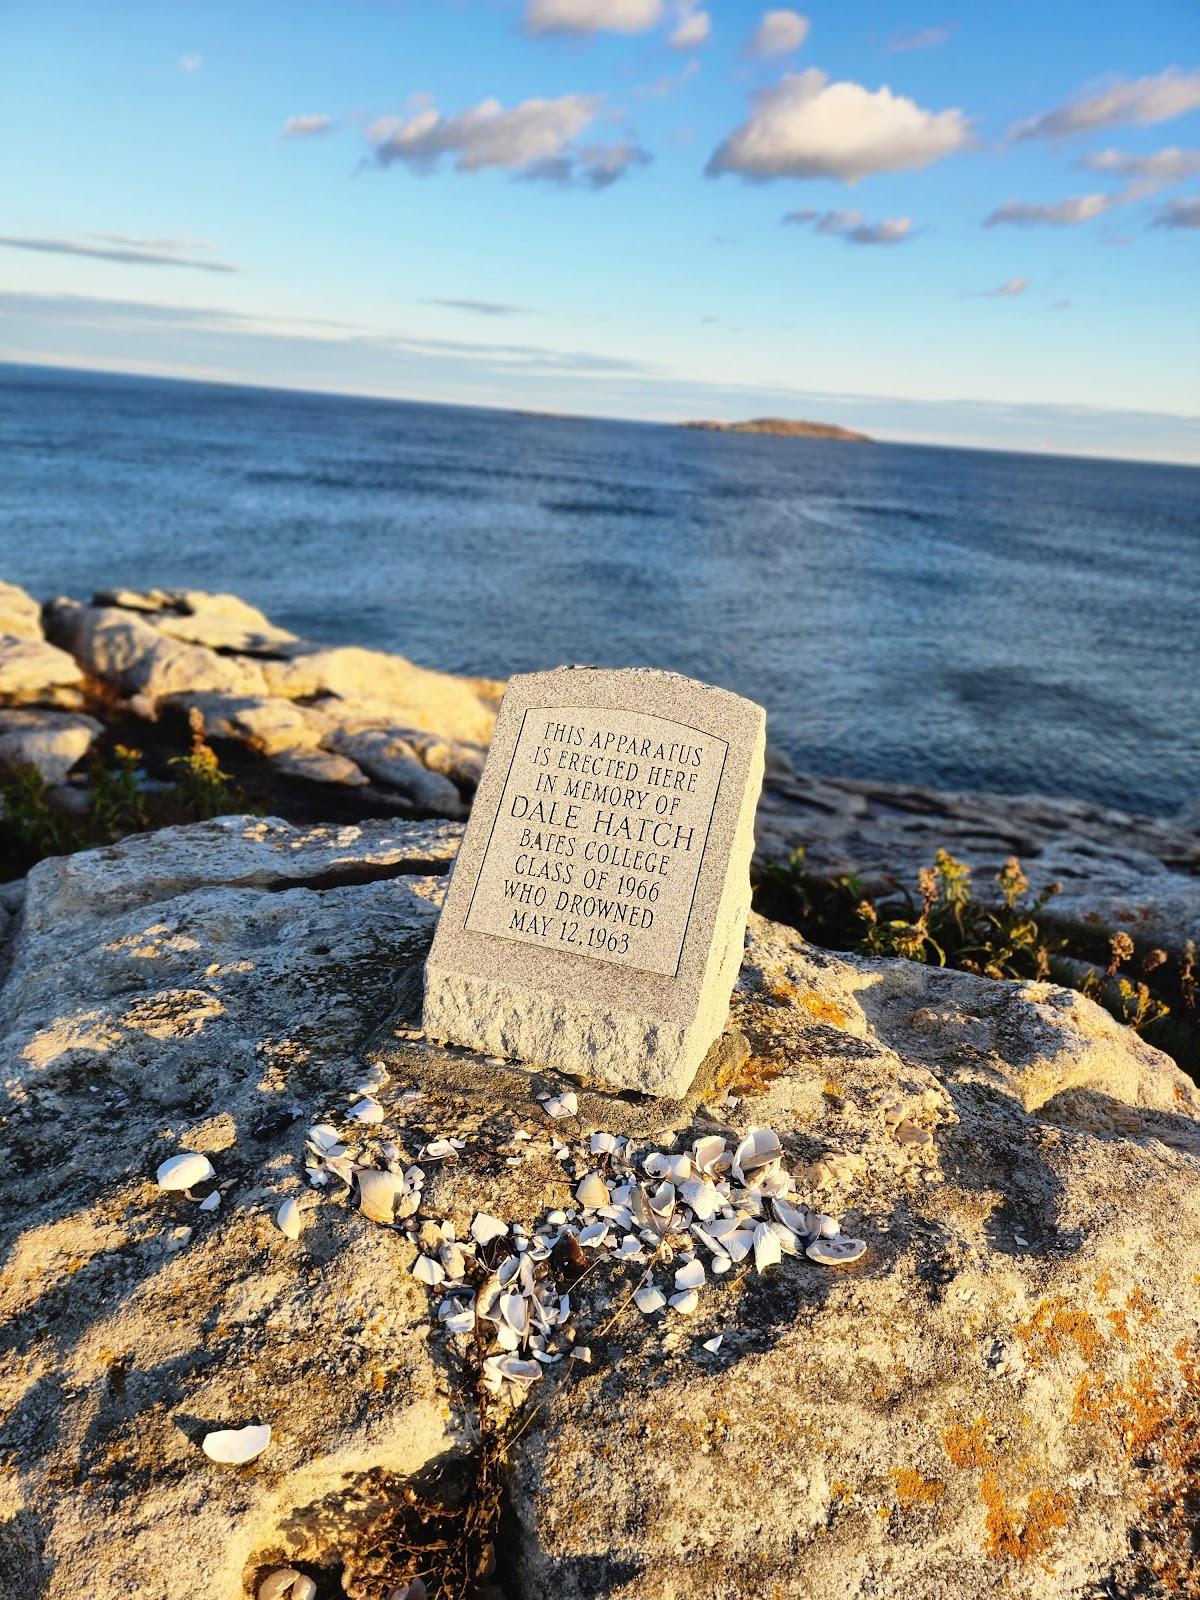 THIS APPARATUS
IS ERECTED HERE
IN MEMORY OF
DALE HATCH
BATES COLLEGE
CLASS OF 1966
WHO DROWNED
MAY 12, 1963